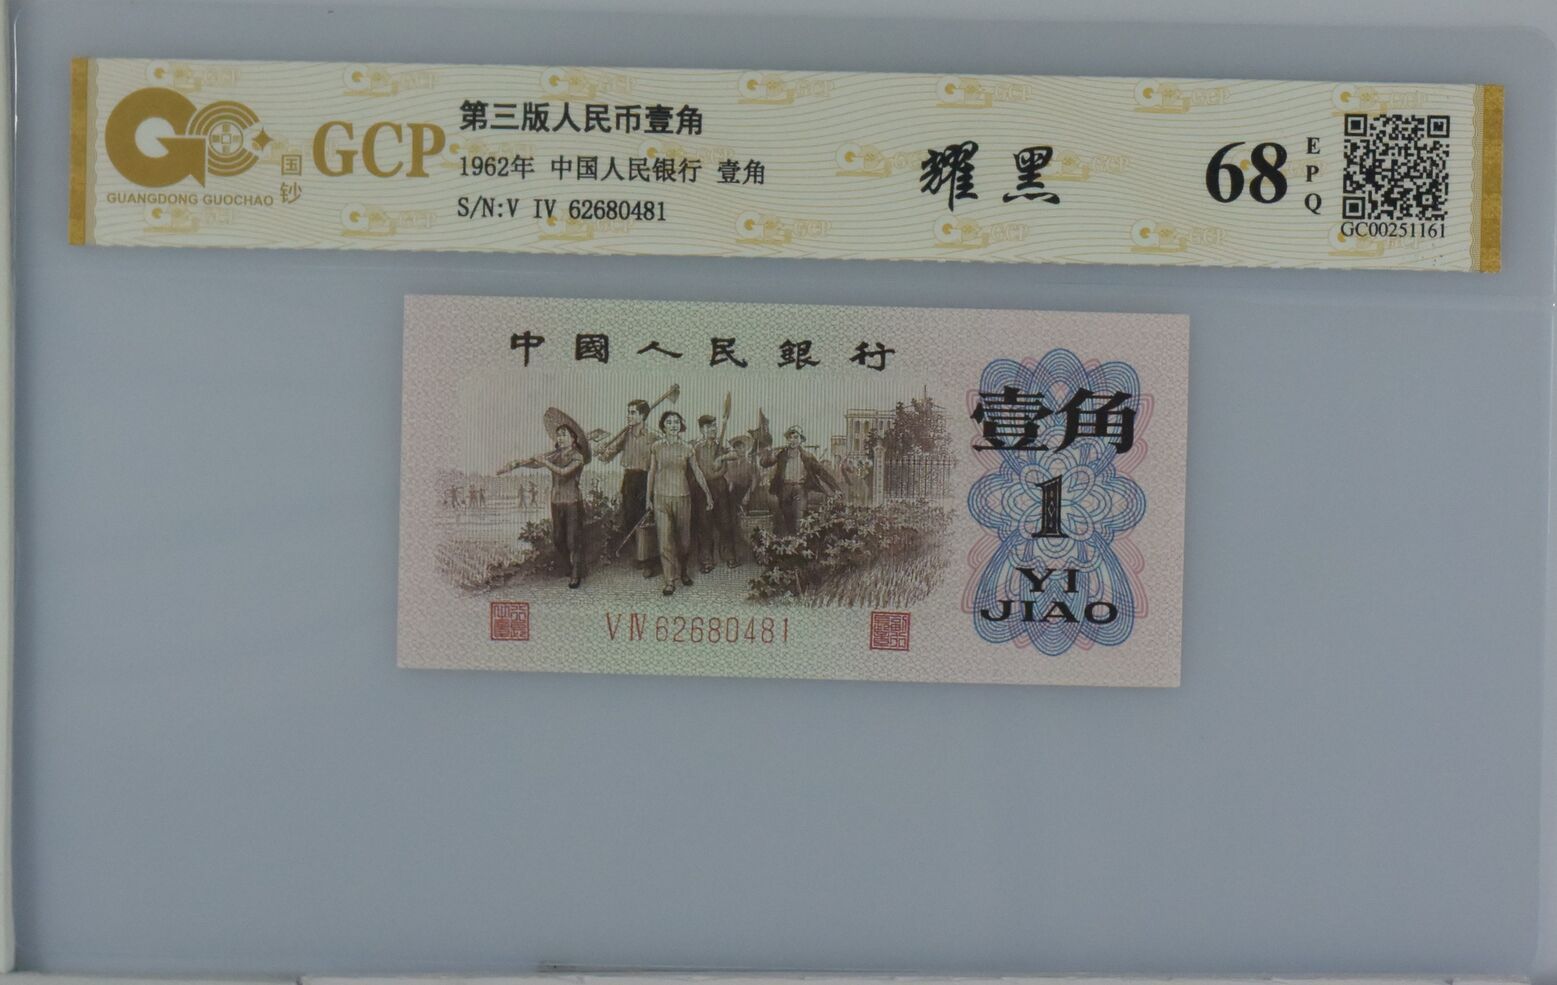 GUANGDONG GUOCHAO
国钞
GCP
第三版人民币壹角
1962年 中国人民银行 壹角
S/N:V IV 62680481
耀黑
68
EPQ
GC00251161
中國人民銀行
壹角
1
YI
JIAO
V IV 62680481